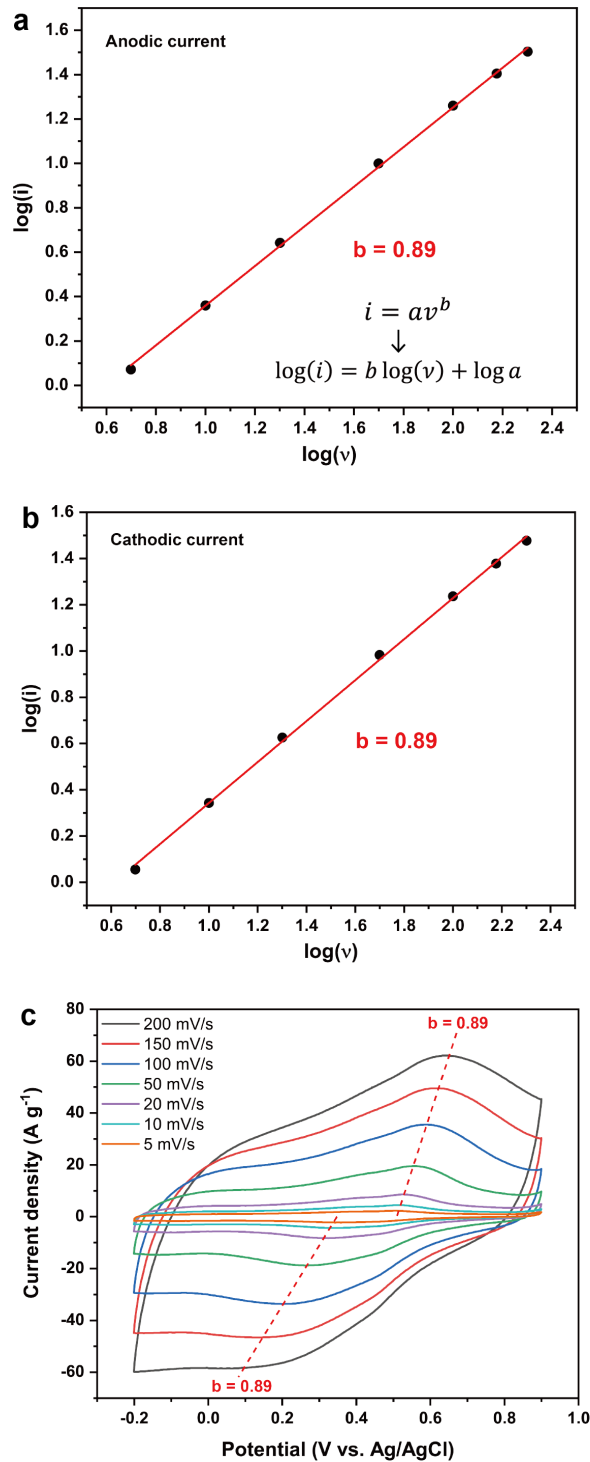 a
Anodic current
1.6
1.4
1.2
1.0
0.8
0.6
0.4
0.2
0.0
log(i)
b = 0.89
i = av^b
↓
log(i) = b log(ν) + log a
0.6 0.8 1.0 1.2 1.4 1.6 1.8 2.0 2.2 2.4
log(ν)
b
Cathodic current
1.6
1.4
1.2
1.0
0.8
0.6
0.4
0.2
0.0
log(i)
b = 0.89
0.6 0.8 1.0 1.2 1.4 1.6 1.8 2.0 2.2 2.4
log(ν)
c
80
60
40
20
0
-20
-40
-60
Current density (A g⁻¹)
200 mV/s
150 mV/s
100 mV/s
50 mV/s
20 mV/s
10 mV/s
5 mV/s
b = 0.89
b = 0.89
-0.2 0.0 0.2 0.4 0.6 0.8 1.0
Potential (V vs. Ag/AgCl)